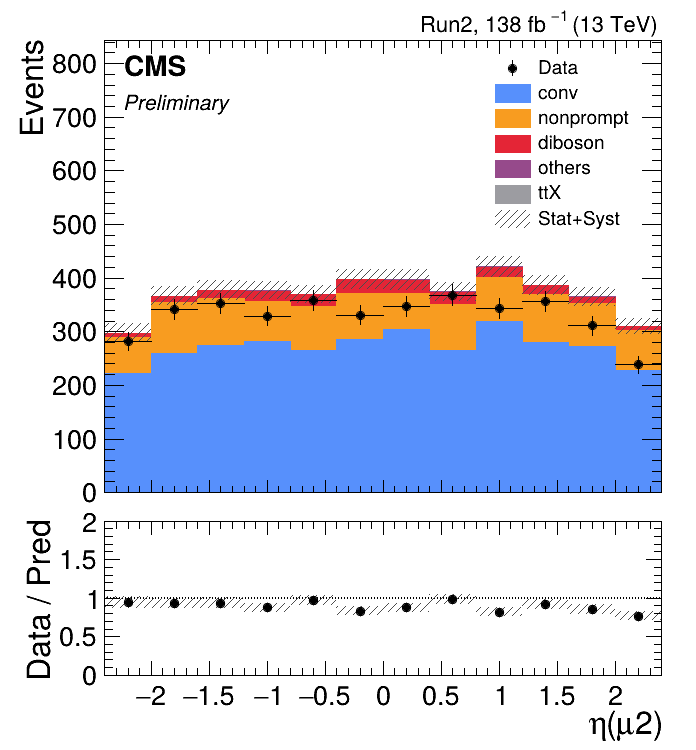 Run2, 138 fb⁻¹ (13 TeV)
Events
CMS
Preliminary
Data
conv
nonprompt
diboson
others
ttX
Stat+Syst
800
700
600
500
400
300
200
100
0
Data / Pred
2
1.5
1
0.5
0
−2 −1.5 −1 −0.5 0 0.5 1 1.5 2
η(μ2)